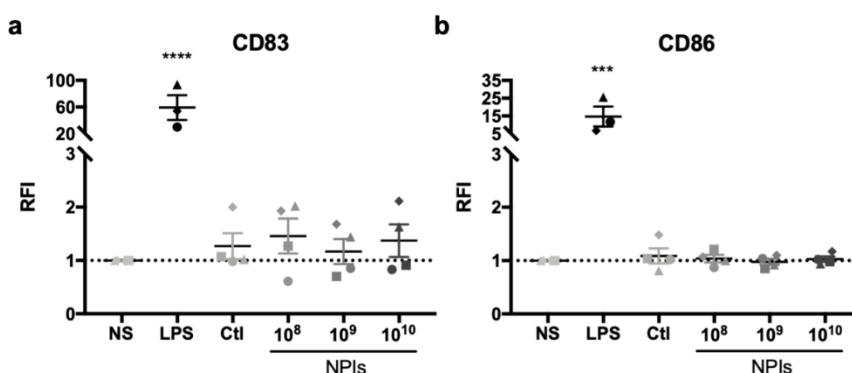 a
CD83
****
RFI
100
60
20
3
2
1
0
NS LPS Ctl 10⁸ 10⁹ 10¹⁰
NPIs
b
CD86
***
RFI
35
25
15
5
3
2
1
0
NS LPS Ctl 10⁸ 10⁹ 10¹⁰
NPIs